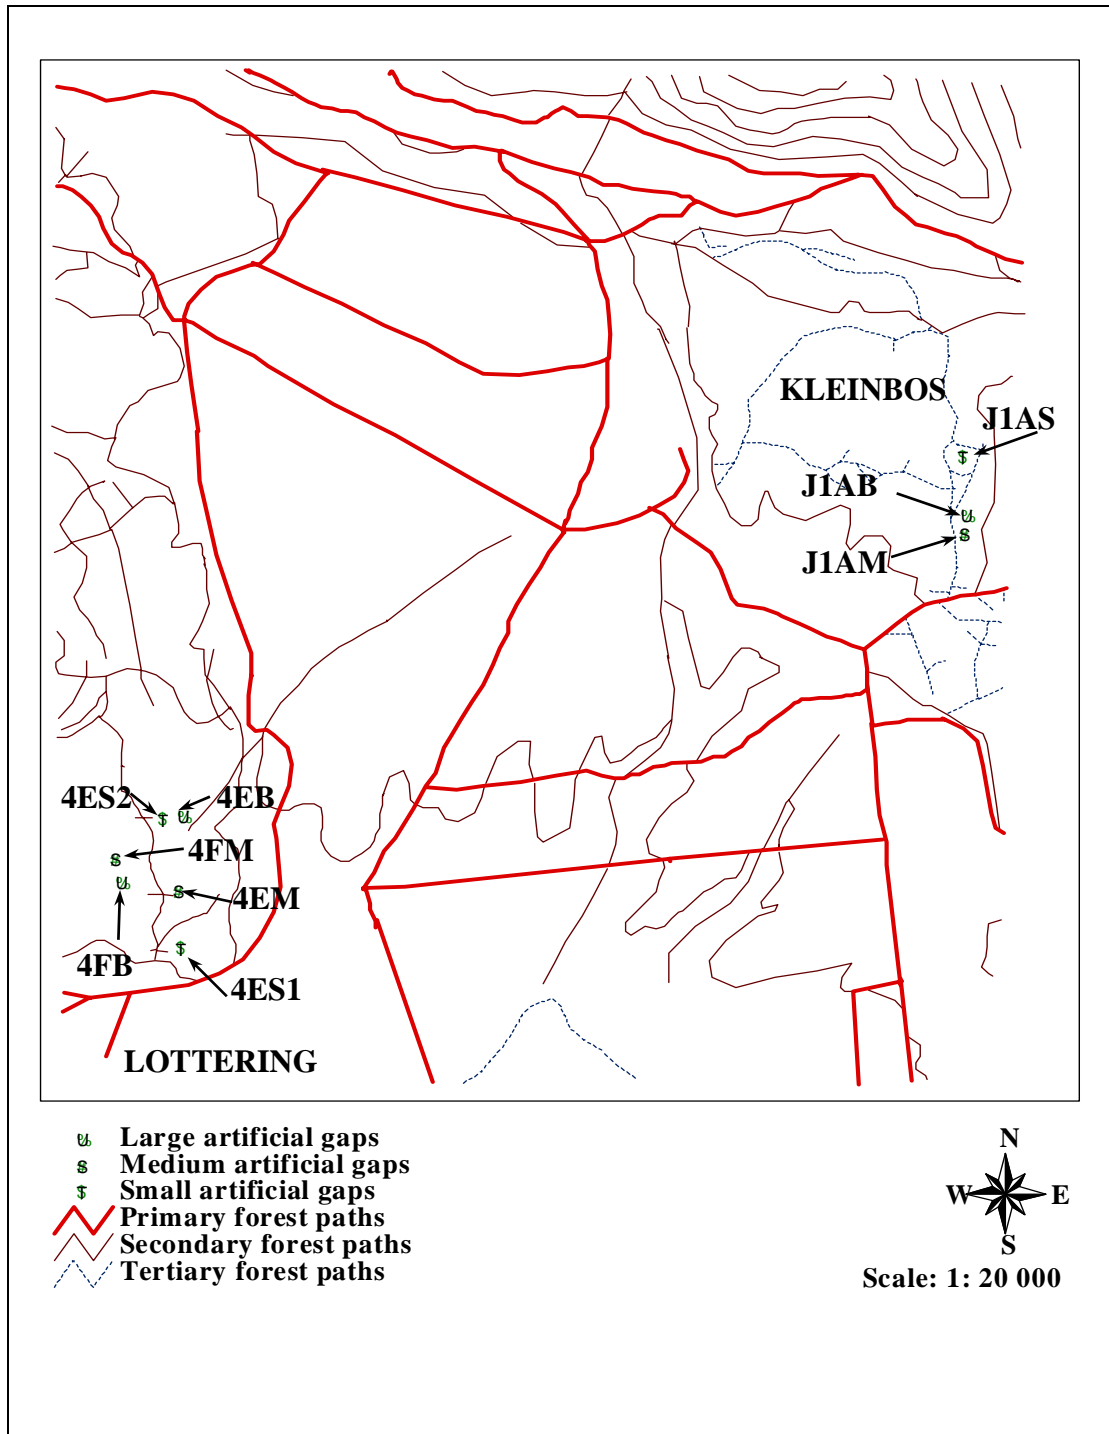 KLEINBOS
J1AS
J1AB
J1AM
4ES2
4EB
4FM
4EM
4FB
4ES1
LOTTERING
Large artificial gaps
Medium artificial gaps
Small artificial gaps
Primary forest paths
Secondary forest paths
Tertiary forest paths
N
W E
S
Scale: 1: 20 000